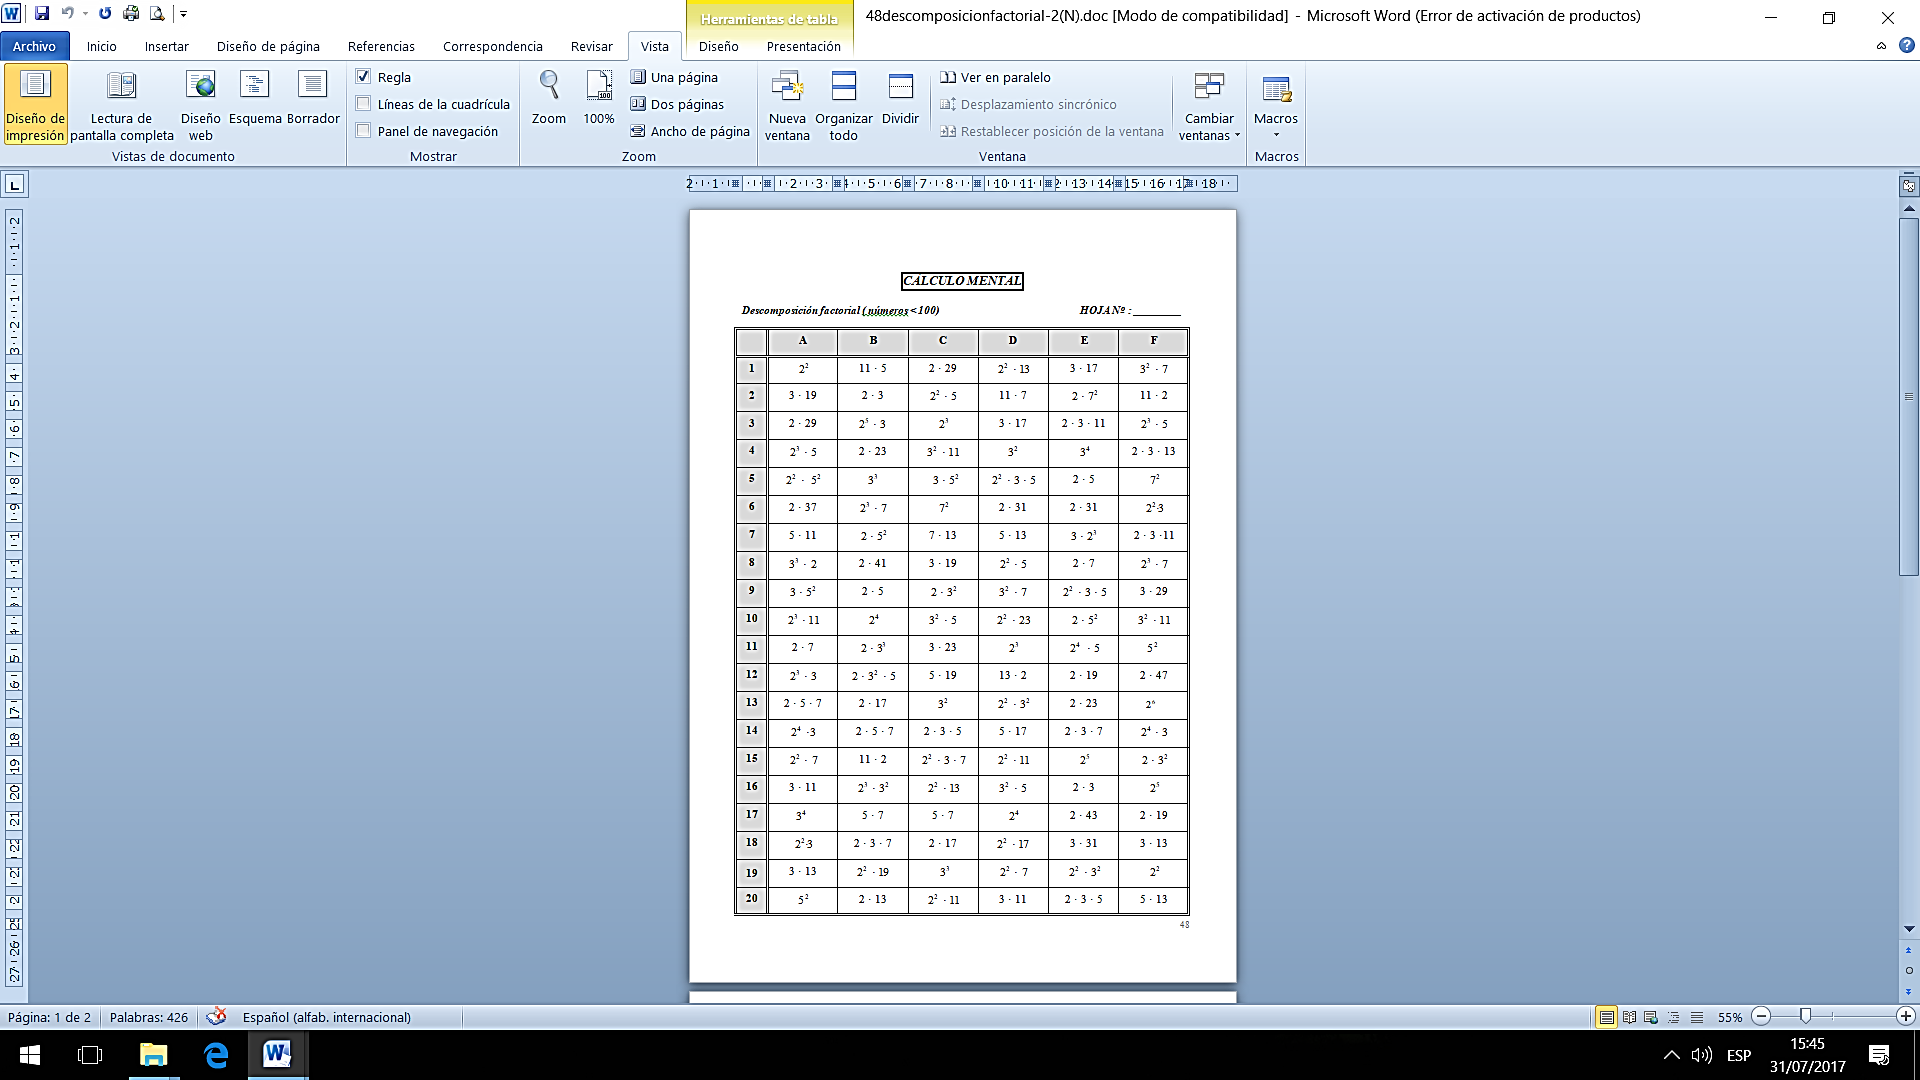 48descomposicionfactorial-2(N).doc [Modo de compatibilidad] - Microsoft Word (Error de activación de productos)
Herramientas de tabla
Archivo Inicio Insertar Diseño de página Referencias Correspondencia Revisar Vista Diseño Presentación
Diseño de impresión
Lectura de pantalla completa
Diseño web
Esquema
Borrador
Vistas de documento
Regla
Líneas de la cuadrícula
Panel de navegación
Mostrar
Zoom
100%
Una página
Dos páginas
Ancho de página
Zoom
Nueva ventana
Organizar todo
Dividir
Ver en paralelo
Desplazamiento sincrónico
Restablecer posición de la ventana
Ventana
Cambiar ventanas
Macros
Macros
CALCULO MENTAL
Descomposición factorial ( números < 100) HOJA Nº : ________
A B C D E F
1 2² 11 · 5 2 · 29 2² · 13 3 · 17 3² · 7
2 3 · 19 2 · 3 2² · 5 11 · 7 2 · 7² 11 · 2
3 2 · 29 2⁵ · 3 2³ 3 · 17 2 · 3 · 11 2³ · 5
4 2³ · 5 2 · 23 3² · 11 3² 3⁴ 2 · 3 · 13
5 2² · 5² 3³ 3 · 5² 2² · 3 · 5 2 · 5 7²
6 2 · 37 2³ · 7 7² 2 · 31 2 · 31 2²·3
7 5 · 11 2 · 5² 7 · 13 5 · 13 3 · 2³ 2 · 3 ·11
8 3³ · 2 2 · 41 3 · 19 2² · 5 2 · 7 2³ · 7
9 3 · 5² 2 · 5 2 · 3² 3² · 7 2² · 3 · 5 3 · 29
10 2³ · 11 2⁴ 3² · 5 2² · 23 2 · 5² 3² · 11
11 2 · 7 2 · 3³ 3 · 23 2³ 2⁴ · 5 5²
12 2³ · 3 2 · 3² · 5 5 · 19 13 · 2 2 · 19 2 · 47
13 2 · 5 · 7 2 · 17 3² 2² · 3² 2 · 23 2⁶
14 2⁴ ·3 2 · 5 · 7 2 · 3 · 5 5 · 17 2 · 3 · 7 2⁴ · 3
15 2² · 7 11 · 2 2² · 3 · 7 2² · 11 2⁵ 2 · 3²
16 3 · 11 2³ · 3² 2² · 13 3² · 5 2 · 3 2⁵
17 3⁴ 5 · 7 5 · 7 2⁴ 2 · 43 2 · 19
18 2²·3 2 · 3 · 7 2 · 17 2² · 17 3 · 31 3 · 13
19 3 · 13 2² · 19 3³ 2² · 7 2² · 3² 2²
20 5² 2 · 13 2² · 11 3 · 11 2 · 3 · 5 5 · 13
48
Página: 1 de 2 Palabras: 426 Español (alfab. internacional) 55%
ESP
15:45
31/07/2017